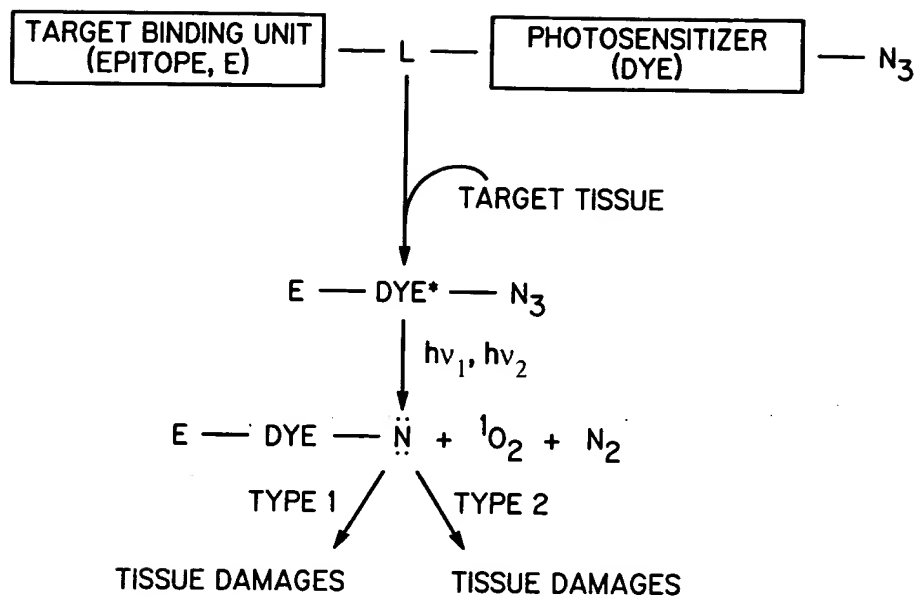 TARGET BINDING UNIT
(EPITOPE, E)
— L —
PHOTOSENSITIZER
(DYE)
— N₃
TARGET TISSUE
E — DYE* — N₃
hν₁, hν₂
E — DYE — N̤̈ + ¹O₂ + N₂
TYPE 1
TYPE 2
TISSUE DAMAGES
TISSUE DAMAGES